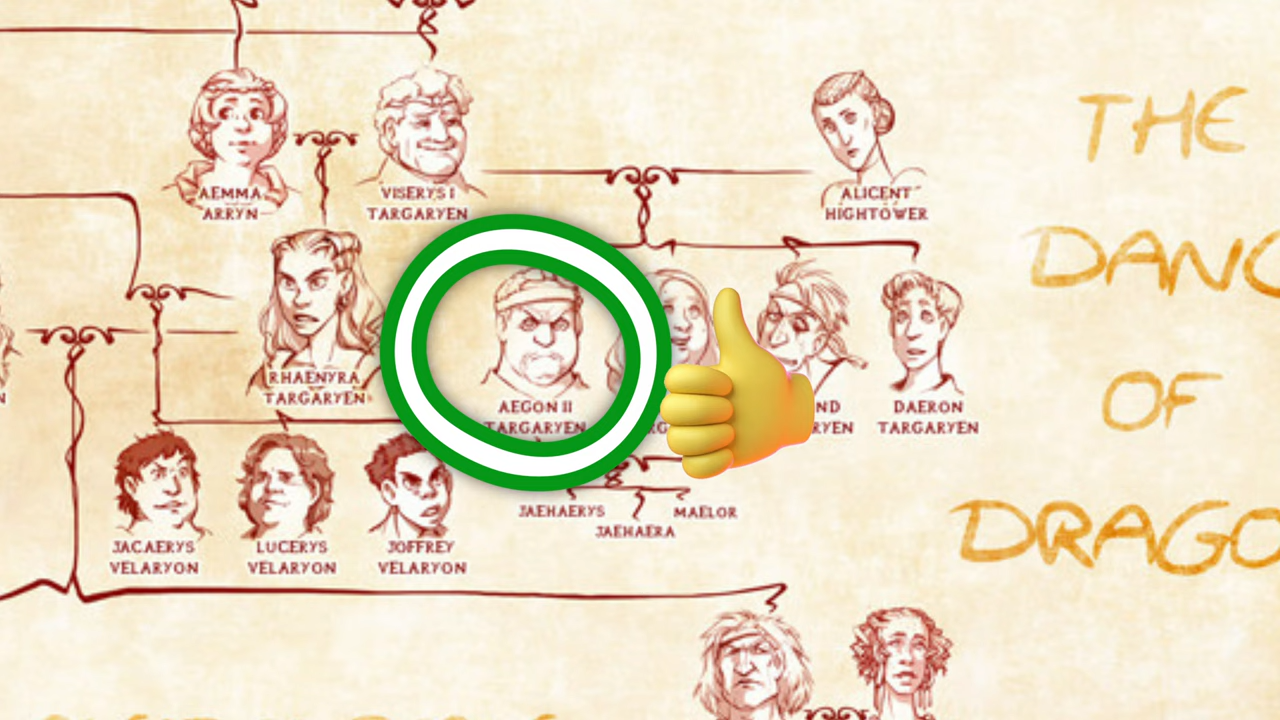 AEMMA
ARRYN
VISERYS I
TARGARYEN
ALICENT
HIGHTOWER
THE
DANC
OF
DRAGO
RHAENYRA
TARGARYEN
AEGON II
TARGARYEN
ND
RYEN
DAERON
TARGARYEN
JAEHAERYS
JAEHAERA
MAELOR
JACAERYS
VELARYON
LUCERYS
VELARYON
JOFFREY
VELARYON